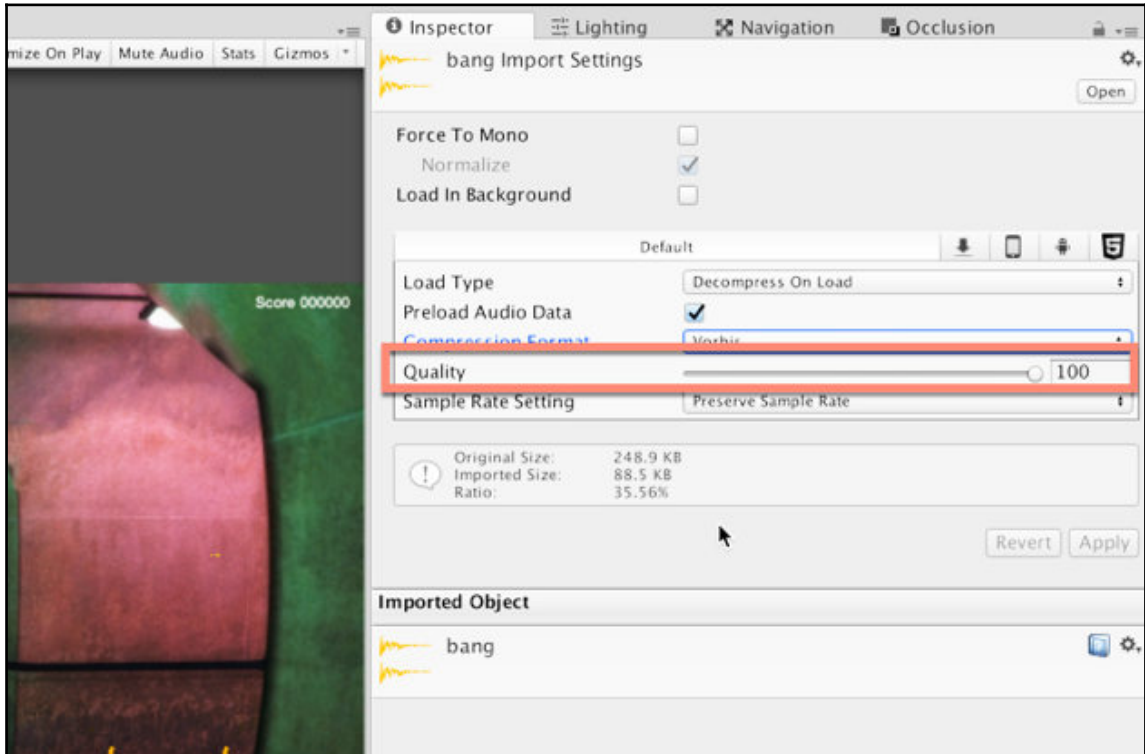 Inspector
Lighting
Navigation
Occlusion
mize On Play Mute Audio Stats Gizmos
bang Import Settings
Open
Force To Mono
Normalize
Load In Background
Default
Load Type Decompress On Load
Preload Audio Data
Compression Format Vorbis
Quality 100
Sample Rate Setting Preserve Sample Rate
Score 000000
Original Size: 248.9 KB
Imported Size: 88.5 KB
Ratio: 35.56%
Revert Apply
Imported Object
bang